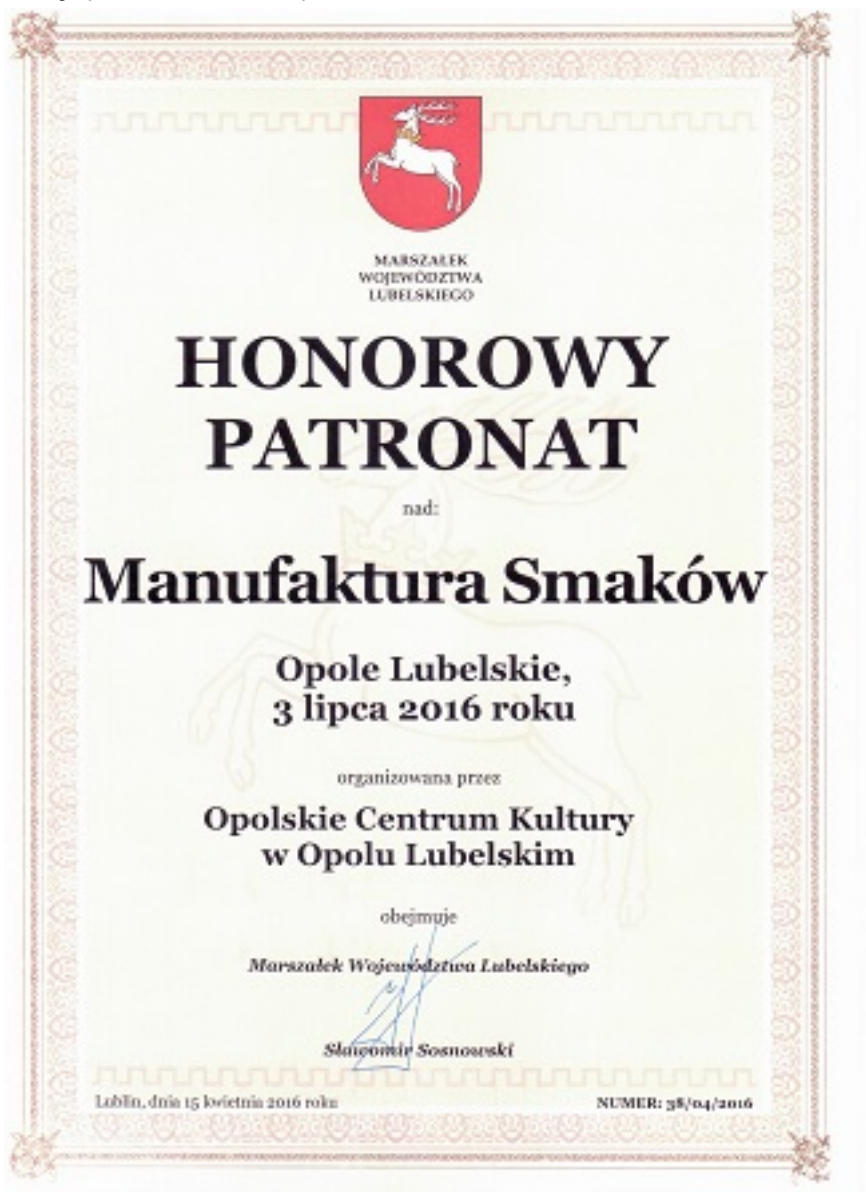 MARSZAŁEK
WOJEWÓDZTWA
LUBELSKIEGO
HONOROWY
PATRONAT
nad:
Manufaktura Smaków
Opole Lubelskie,
3 lipca 2016 roku
organizowana przez
Opolskie Centrum Kultury
w Opolu Lubelskim
obejmuje
Marszałek Województwa Lubelskiego
Sławomir Sosnowski
Lublin, dnia 15 kwietnia 2016 roku
NUMER: 38/04/2016